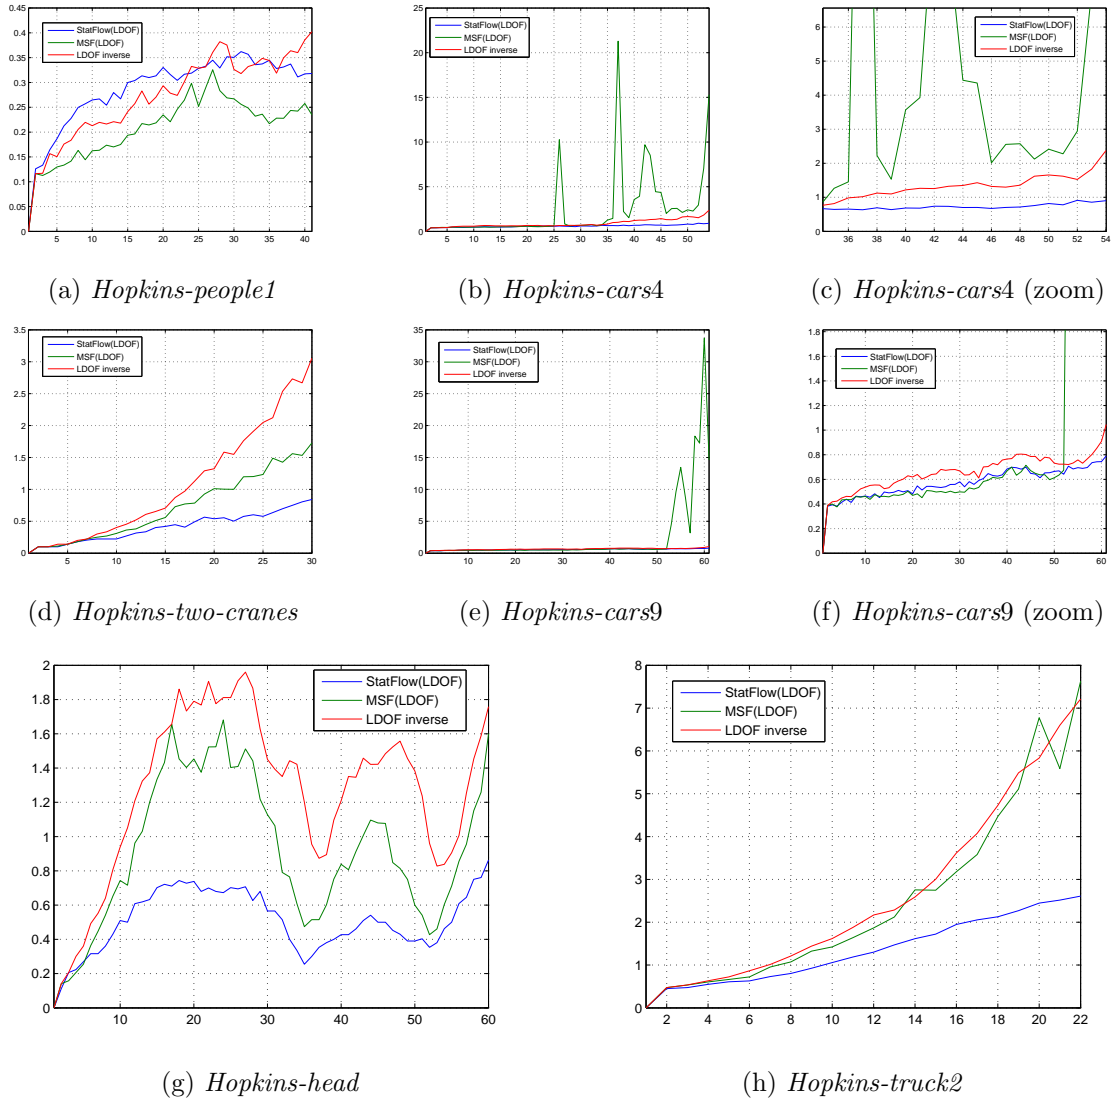 0.45
0.4
0.35
0.3
0.25
0.2
0.15
0.1
0.05
0
StatFlow(LDOF)
MSF(LDOF)
LDOF inverse
5 10 15 20 25 30 35 40
25
20
15
10
5
0
StatFlow(LDOF)
MSF(LDOF)
LDOF inverse
5 10 15 20 25 30 35 40 45 50
6
5
4
3
2
1
0
StatFlow(LDOF)
MSF(LDOF)
LDOF inverse
36 38 40 42 44 46 48 50 52 54
(a) Hopkins-people1
(b) Hopkins-cars4
(c) Hopkins-cars4 (zoom)
3.5
3
2.5
2
1.5
1
0.5
0
StatFlow(LDOF)
MSF(LDOF)
LDOF inverse
5 10 15 20 25 30
35
30
25
20
15
10
5
0
StatFlow(LDOF)
MSF(LDOF)
LDOF inverse
10 20 30 40 50 60
1.8
1.6
1.4
1.2
1
0.8
0.6
0.4
0.2
0
StatFlow(LDOF)
MSF(LDOF)
LDOF inverse
10 20 30 40 50 60
(d) Hopkins-two-cranes
(e) Hopkins-cars9
(f) Hopkins-cars9 (zoom)
2
1.8
1.6
1.4
1.2
1
0.8
0.6
0.4
0.2
0
StatFlow(LDOF)
MSF(LDOF)
LDOF inverse
10 20 30 40 50 60
8
7
6
5
4
3
2
1
0
StatFlow(LDOF)
MSF(LDOF)
LDOF inverse
2 4 6 8 10 12 14 16 18 20 22
(g) Hopkins-head
(h) Hopkins-truck2